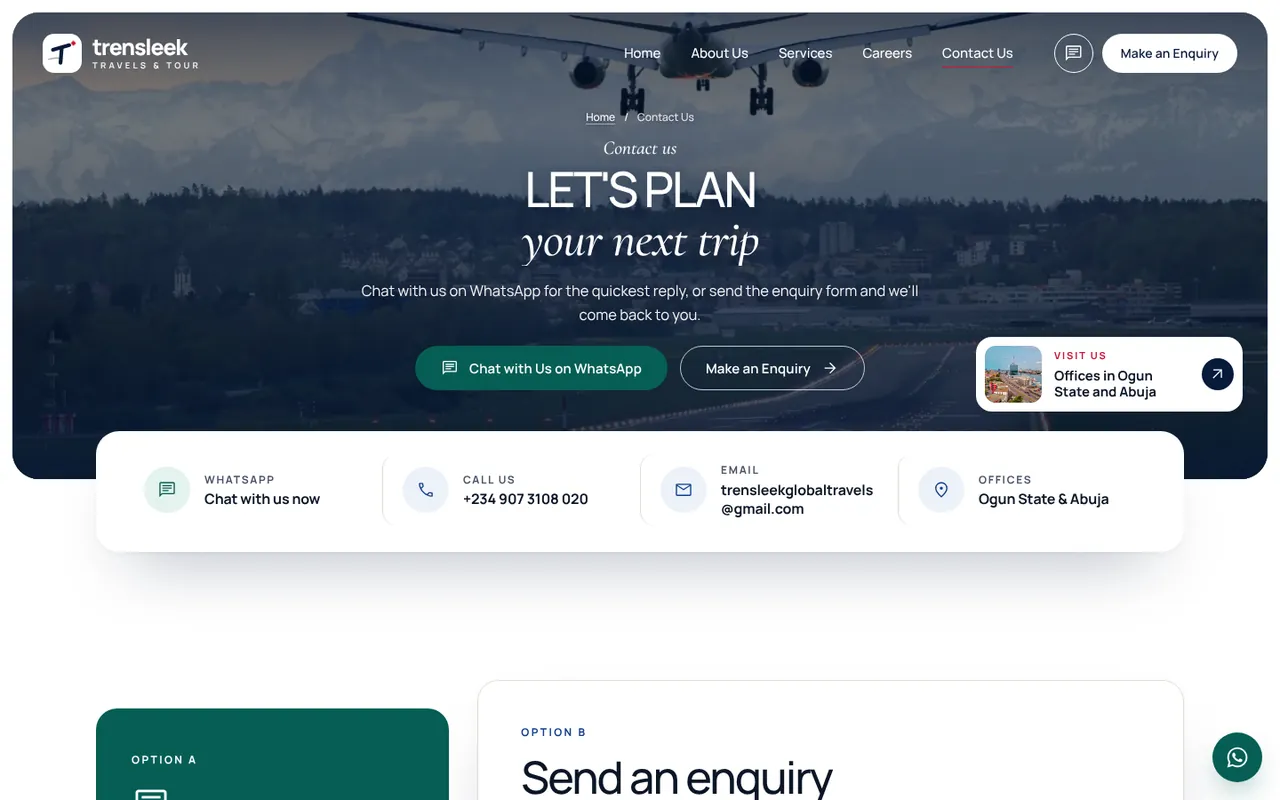 trensleek
TRAVELS & TOUR
Home
About Us
Services
Careers
Contact Us
Make an Enquiry
Home / Contact Us
Contact us
LET'S PLAN
your next trip
Chat with us on WhatsApp for the quickest reply, or send the enquiry form and we'll
come back to you.
Chat with Us on WhatsApp
Make an Enquiry
VISIT US
Offices in Ogun
State and Abuja
WHATSAPP
Chat with us now
CALL US
+234 907 3108 020
EMAIL
trensleekglobaltravels
@gmail.com
OFFICES
Ogun State & Abuja
OPTION A
OPTION B
Send an enquiry